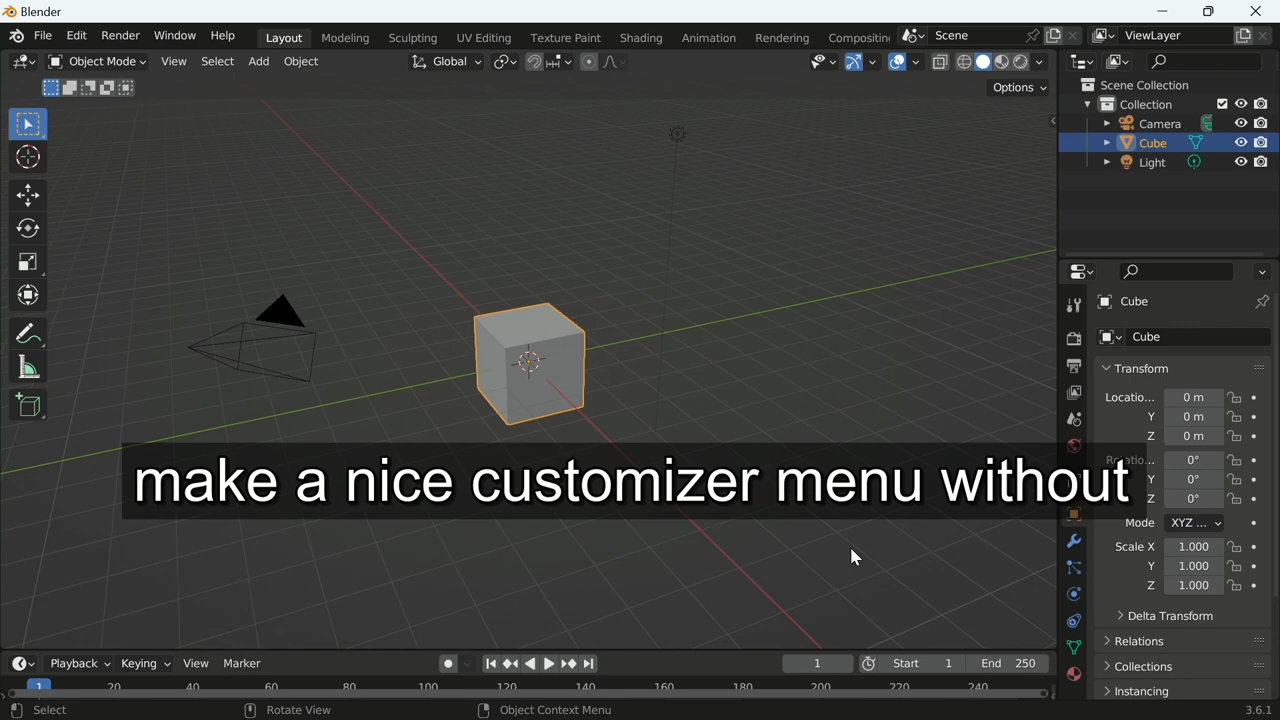 Blender
File Edit Render Window Help Layout Modeling Sculpting UV Editing Texture Paint Shading Animation Rendering Compositing Scene ViewLayer
Object Mode View Select Add Object Global
Options
Scene Collection
Collection
Camera
Cube
Light
Cube
Cube
Transform
Locatio... 0 m
Y 0 m
Z 0 m
Rotatio... 0°
Y 0°
Z 0°
make a nice customizer menu without
Mode XYZ ...
Scale X 1.000
Y 1.000
Z 1.000
Delta Transform
Relations
Collections
Instancing
Playback Keying View Marker 1 Start 1 End 250
1 20 40 60 80 100 120 140 160 180 200 220 240
Select Rotate View Object Context Menu 3.6.1